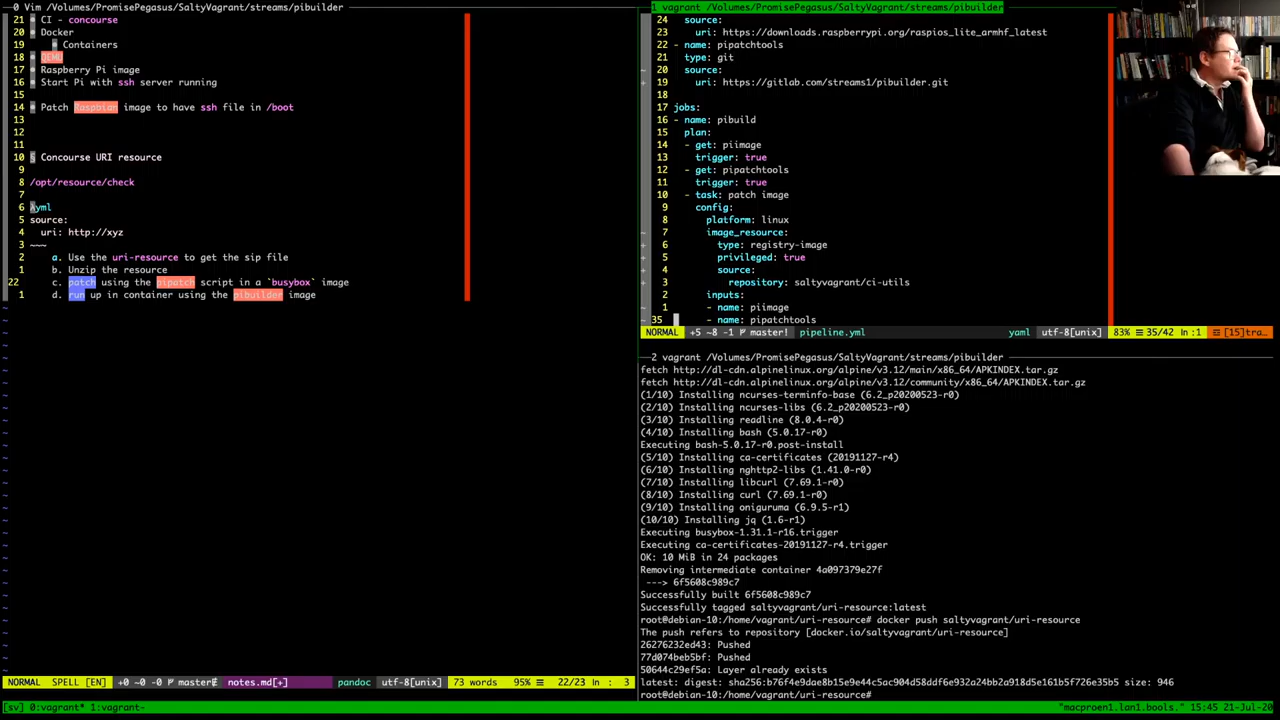 0 Vim /Volumes/PromisePegasus/SaltyVagrant/streams/pibuilder
21 CI - concourse
20 Docker
19 Containers
18 QEMU
17 Raspberry Pi image
16 Start Pi with ssh server running
15
14 Patch Raspbian image to have ssh file in /boot
13
12
11
10 § Concourse URI resource
9
8 /opt/resource/check
7
6 yml
5 source:
4 uri: http://xyz
3 ~~~
2 a. Use the uri-resource to get the sip file
1 b. Unzip the resource
22 c. patch using the pipatch script in a `busybox` image
1 d. run up in container using the pibuilder image
NORMAL SPELL [EN] +0 ~0 -0 master notes.md[+] pandoc utf-8[unix] 73 words 95% 22/23 ln : 3
1 vagrant /Volumes/PromisePegasus/SaltyVagrant/streams/pibuilder
24 source:
23 uri: https://downloads.raspberrypi.org/raspios_lite_armhf_latest
22 - name: pipatchtools
21 type: git
20 source:
19 uri: https://gitlab.com/streams1/pibuilder.git
18
17 jobs:
16 - name: pibuild
15 plan:
14 - get: piimage
13 trigger: true
12 - get: pipatchtools
11 trigger: true
10 - task: patch image
9 config:
8 platform: linux
7 image_resource:
6 type: registry-image
5 privileged: true
4 source:
3 repository: saltyvagrant/ci-utils
2 inputs:
1 - name: piimage
35 - name: pipatchtools
NORMAL +5 ~8 -1 master! pipeline.yml yaml utf-8[unix] 83% 35/42 ln :1 [15]tra…
2 vagrant /Volumes/PromisePegasus/SaltyVagrant/streams/pibuilder
fetch http://dl-cdn.alpinelinux.org/alpine/v3.12/main/x86_64/APKINDEX.tar.gz
fetch http://dl-cdn.alpinelinux.org/alpine/v3.12/community/x86_64/APKINDEX.tar.gz
(1/10) Installing ncurses-terminfo-base (6.2_p20200523-r0)
(2/10) Installing ncurses-libs (6.2_p20200523-r0)
(3/10) Installing readline (8.0.4-r0)
(4/10) Installing bash (5.0.17-r0)
Executing bash-5.0.17-r0.post-install
(5/10) Installing ca-certificates (20191127-r4)
(6/10) Installing nghttp2-libs (1.41.0-r0)
(7/10) Installing libcurl (7.69.1-r0)
(8/10) Installing curl (7.69.1-r0)
(9/10) Installing oniguruma (6.9.5-r1)
(10/10) Installing jq (1.6-r1)
Executing busybox-1.31.1-r16.trigger
Executing ca-certificates-20191127-r4.trigger
OK: 10 MiB in 24 packages
Removing intermediate container 4a097379e27f
---> 6f5608c989c7
Successfully built 6f5608c989c7
Successfully tagged saltyvagrant/uri-resource:latest
root@debian-10:/home/vagrant/uri-resource# docker push saltyvagrant/uri-resource
The push refers to repository [docker.io/saltyvagrant/uri-resource]
26276232ed43: Pushed
77d074beb5bf: Pushed
50644c29ef5a: Layer already exists
latest: digest: sha256:b76f4e9dae8b15e9e44c5ac904d58ddf6e932a24bb2a918d5e161b5f726e35b5 size: 946
root@debian-10:/home/vagrant/uri-resource#
[sv] 0:vagrant* 1:vagrant- "macproen1.lan1.bools." 15:45 21-Jul-20